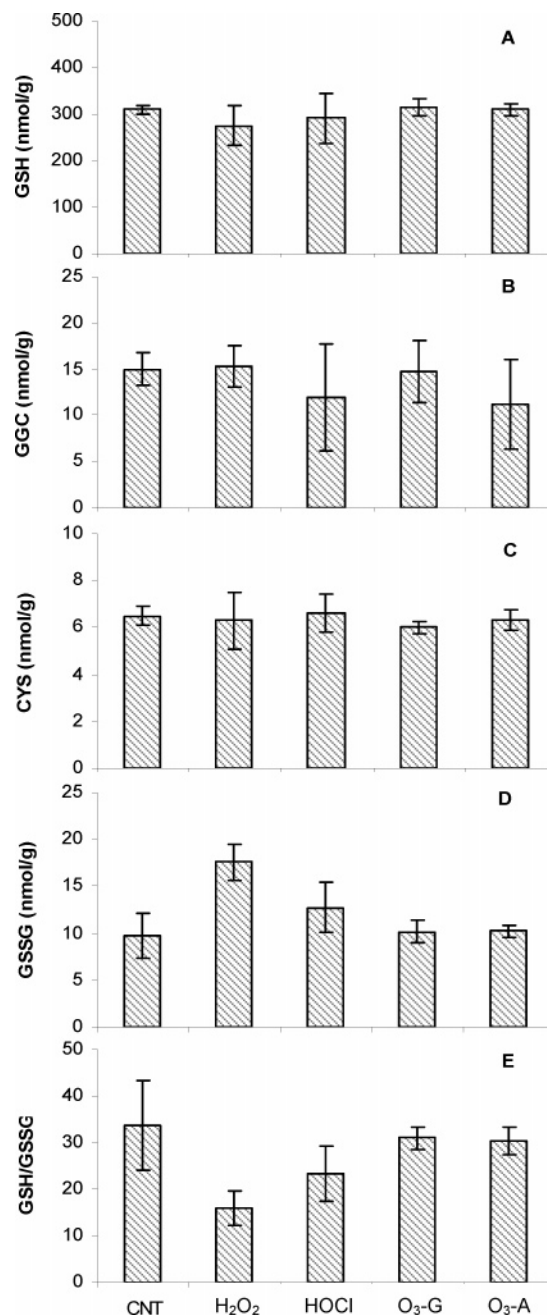 A
GSH (nmol/g)
500
400
300
200
100
0
B
GGC (nmol/g)
25
20
15
10
5
0
C
CYS (nmol/g)
10
8
6
4
2
0
D
GSSG (nmol/g)
25
20
15
10
5
0
E
GSH/GSSG
50
40
30
20
10
0
CNT H₂O₂ HOCl O₃-G O₃-A